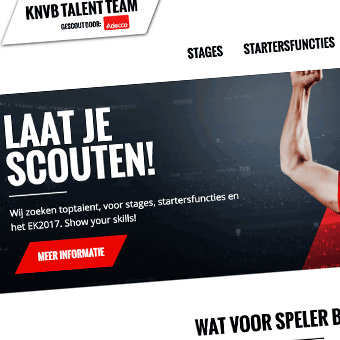 KNVB TALENT TEAM
GESCOUT DOOR: Adecco
STAGES STARTERSFUNCTIES
LAAT JE
SCOUTEN!
Wij zoeken toptalent, voor stages, startersfuncties en
het EK2017. Show your skills!
MEER INFORMATIE
WAT VOOR SPELER B